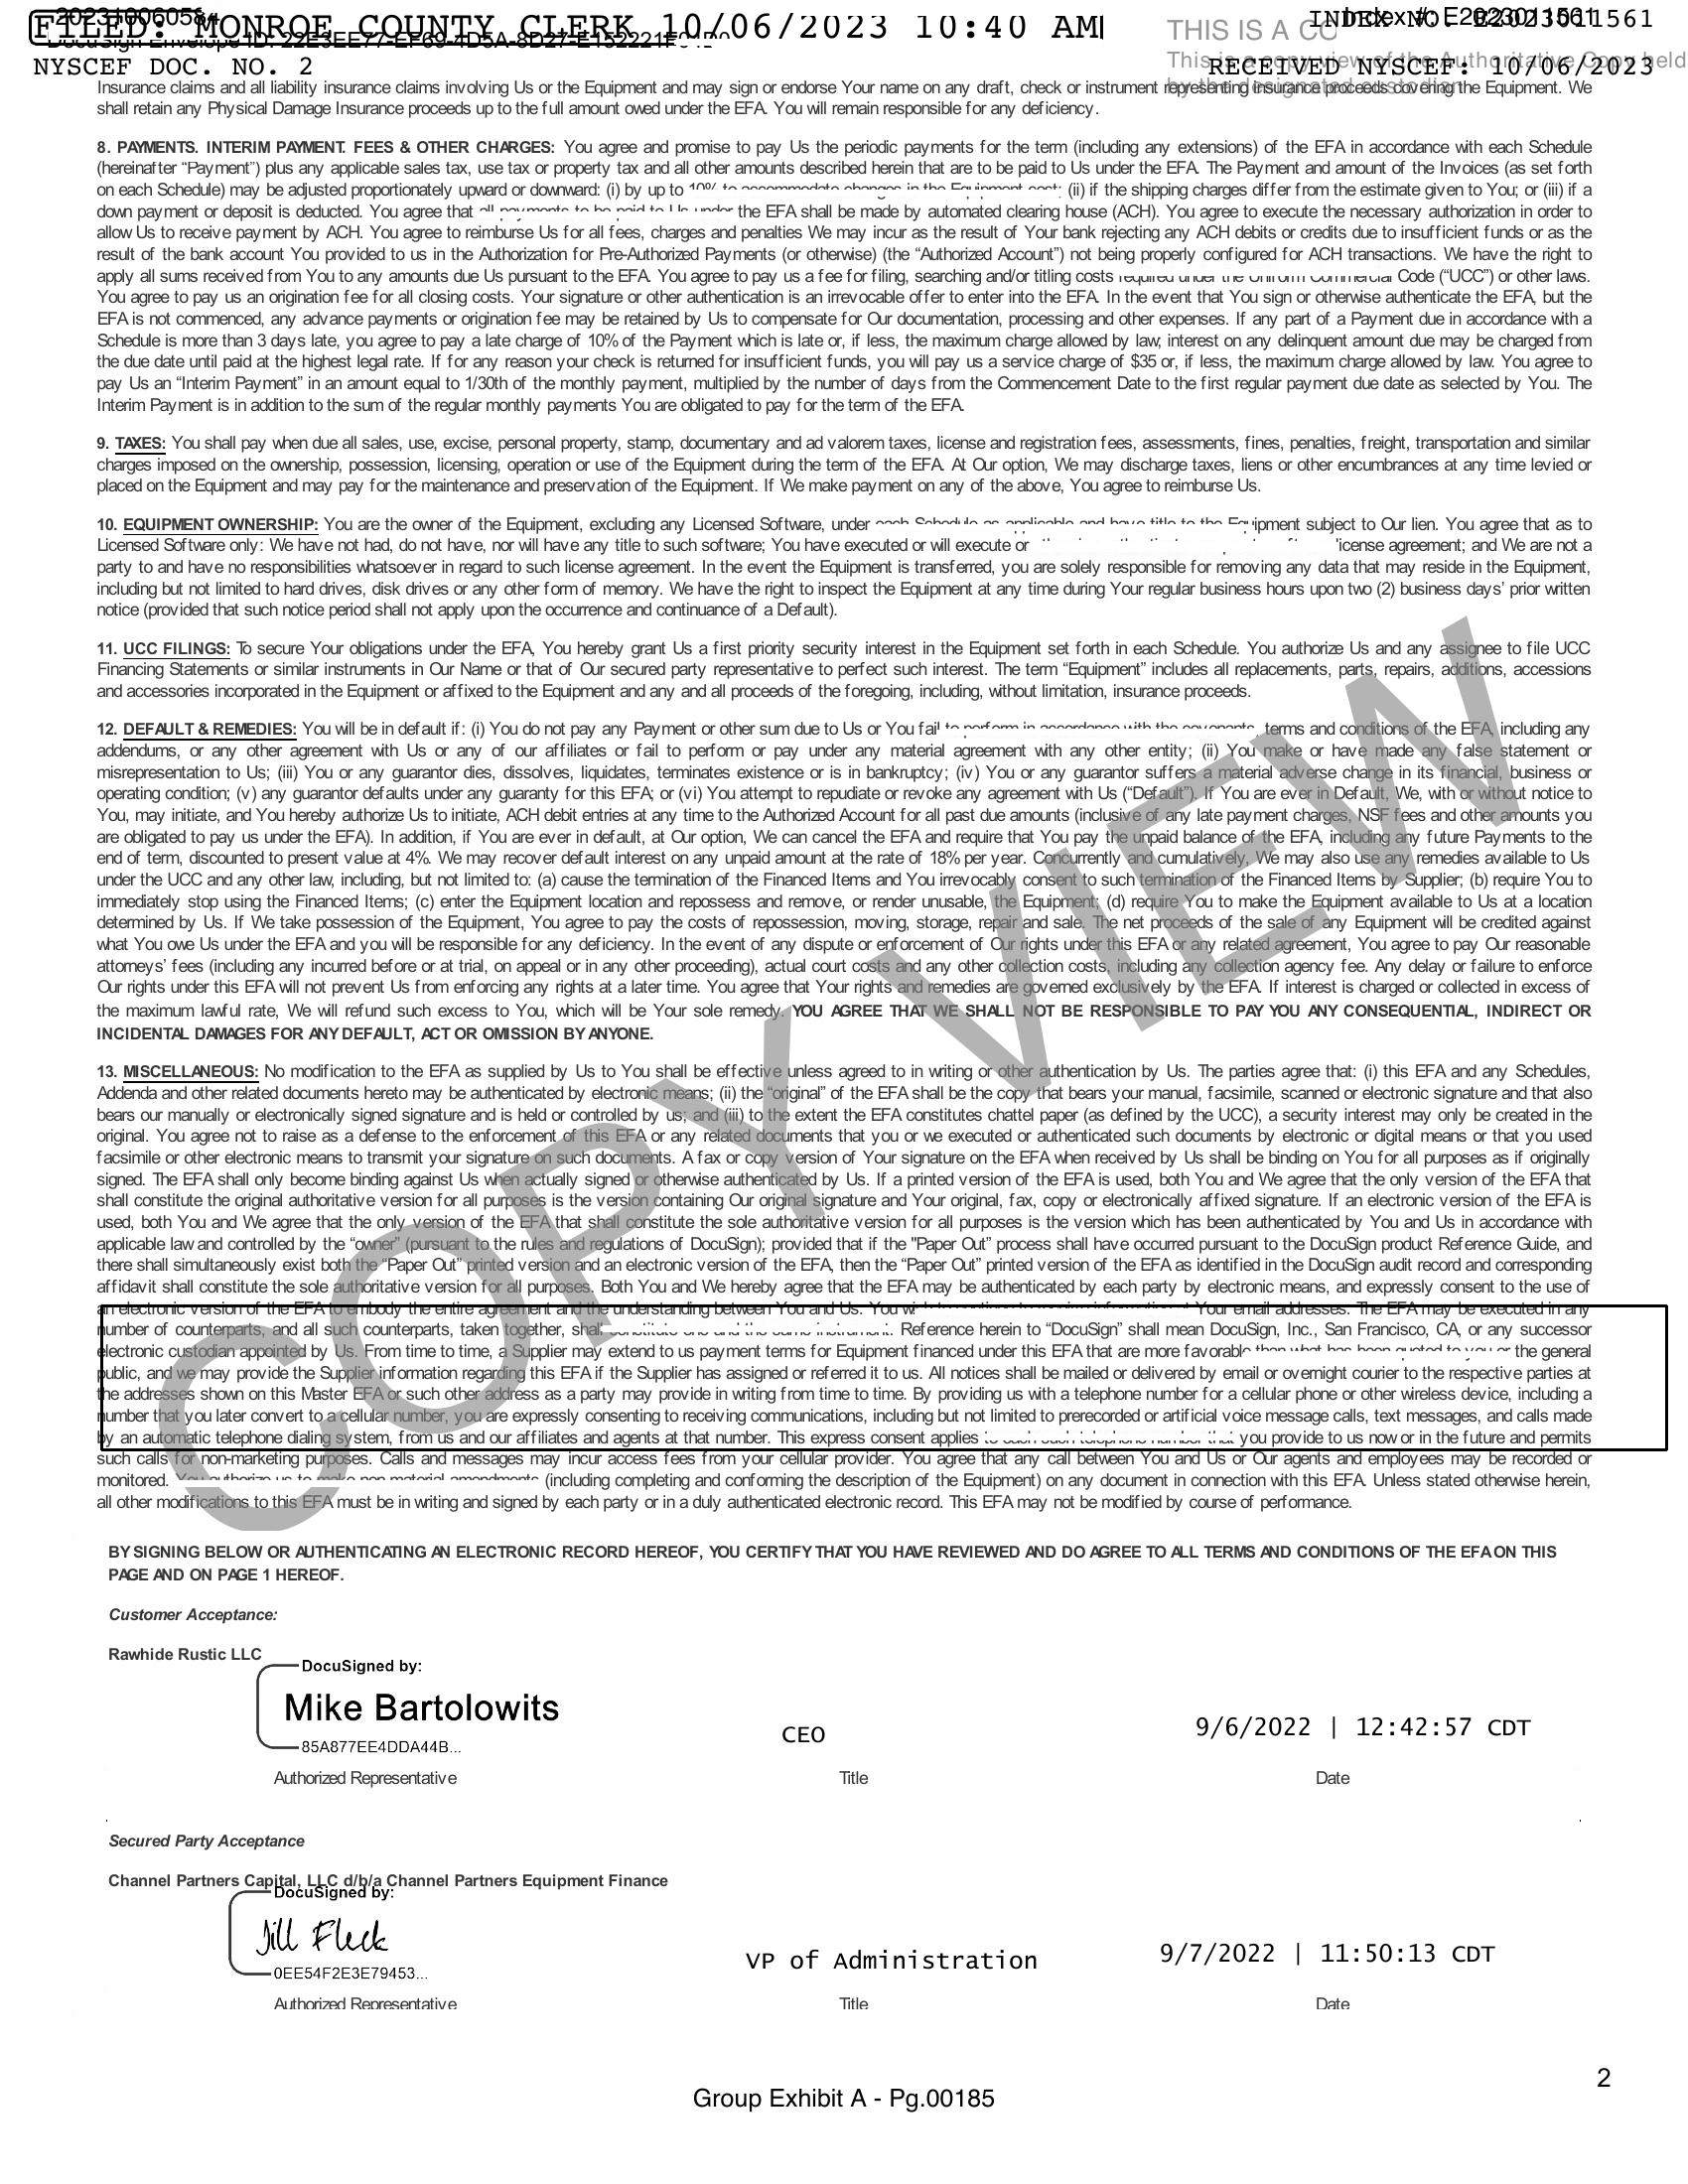 202310060584
FILED: MONROE COUNTY CLERK 10/06/2023 10:40 AM
INDEX NO. E2023011561
Index #: E2023011561
THIS IS A CO
DocuSign Envelope ID: 22E3EE77-EF69-4D5A-8D27-E152221F
NYSCEF DOC. NO. 2
RECEIVED NYSCEF: 10/06/2023
This is a copy view of the Authoritative Copy held
by the designated custodian
Insurance claims and all liability insurance claims involving Us or the Equipment and may sign or endorse Your name on any draft, check or instrument representing insurance proceeds covering the Equipment. We
shall retain any Physical Damage Insurance proceeds up to the full amount owed under the EFA. You will remain responsible for any deficiency.
8. PAYMENTS. INTERIM PAYMENT. FEES & OTHER CHARGES: You agree and promise to pay Us the periodic payments for the term (including any extensions) of the EFA in accordance with each Schedule
(hereinafter “Payment”) plus any applicable sales tax, use tax or property tax and all other amounts described herein that are to be paid to Us under the EFA. The Payment and amount of the Invoices (as set forth
on each Schedule) may be adjusted proportionately upward or downward: (i) by up to 10% to accommodate changes in the Equipment cost; (ii) if the shipping charges differ from the estimate given to You; or (iii) if a
down payment or deposit is deducted. You agree that all payments to be paid to Us under the EFA shall be made by automated clearing house (ACH). You agree to execute the necessary authorization in order to
allow Us to receive payment by ACH. You agree to reimburse Us for all fees, charges and penalties We may incur as the result of Your bank rejecting any ACH debits or credits due to insufficient funds or as the
result of the bank account You provided to us in the Authorization for Pre-Authorized Payments (or otherwise) (the “Authorized Account”) not being properly configured for ACH transactions. We have the right to
apply all sums received from You to any amounts due Us pursuant to the EFA. You agree to pay us a fee for filing, searching and/or titling costs required under the Uniform Commercial Code (“UCC”) or other laws.
You agree to pay us an origination fee for all closing costs. Your signature or other authentication is an irrevocable offer to enter into the EFA. In the event that You sign or otherwise authenticate the EFA, but the
EFA is not commenced, any advance payments or origination fee may be retained by Us to compensate for Our documentation, processing and other expenses. If any part of a Payment due in accordance with a
Schedule is more than 3 days late, you agree to pay a late charge of 10% of the Payment which is late or, if less, the maximum charge allowed by law; interest on any delinquent amount due may be charged from
the due date until paid at the highest legal rate. If for any reason your check is returned for insufficient funds, you will pay us a service charge of $35 or, if less, the maximum charge allowed by law. You agree to
pay Us an “Interim Payment” in an amount equal to 1/30th of the monthly payment, multiplied by the number of days from the Commencement Date to the first regular payment due date as selected by You. The
Interim Payment is in addition to the sum of the regular monthly payments You are obligated to pay for the term of the EFA.
9. TAXES: You shall pay when due all sales, use, excise, personal property, stamp, documentary and ad valorem taxes, license and registration fees, assessments, fines, penalties, freight, transportation and similar
charges imposed on the ownership, possession, licensing, operation or use of the Equipment during the term of the EFA. At Our option, We may discharge taxes, liens or other encumbrances at any time levied or
placed on the Equipment and may pay for the maintenance and preservation of the Equipment. If We make payment on any of the above, You agree to reimburse Us.
10. EQUIPMENT OWNERSHIP: You are the owner of the Equipment, excluding any Licensed Software, under each Schedule as applicable and have title to the Equipment subject to Our lien. You agree that as to
Licensed Software only: We have not had, do not have, nor will have any title to such software; You have executed or will execute or license agreement; and We are not a
party to and have no responsibilities whatsoever in regard to such license agreement. In the event the Equipment is transferred, you are solely responsible for removing any data that may reside in the Equipment,
including but not limited to hard drives, disk drives or any other form of memory. We have the right to inspect the Equipment at any time during Your regular business hours upon two (2) business days’ prior written
notice (provided that such notice period shall not apply upon the occurrence and continuance of a Default).
11. UCC FILINGS: To secure Your obligations under the EFA, You hereby grant Us a first priority security interest in the Equipment set forth in each Schedule. You authorize Us and any assignee to file UCC
Financing Statements or similar instruments in Our Name or that of Our secured party representative to perfect such interest. The term “Equipment” includes all replacements, parts, repairs, additions, accessions
and accessories incorporated in the Equipment or affixed to the Equipment and any and all proceeds of the foregoing, including, without limitation, insurance proceeds.
12. DEFAULT & REMEDIES: You will be in default if: (i) You do not pay any Payment or other sum due to Us or You fail to perform in accordance with the covenants, terms and conditions of the EFA, including any
addendums, or any other agreement with Us or any of our affiliates or fail to perform or pay under any material agreement with any other entity; (ii) You make or have made any false statement or
misrepresentation to Us; (iii) You or any guarantor dies, dissolves, liquidates, terminates existence or is in bankruptcy; (iv) You or any guarantor suffers a material adverse change in its financial, business or
operating condition; (v) any guarantor defaults under any guaranty for this EFA; or (vi) You attempt to repudiate or revoke any agreement with Us (“Default”). If You are ever in Default, We, with or without notice to
You, may initiate, and You hereby authorize Us to initiate, ACH debit entries at any time to the Authorized Account for all past due amounts (inclusive of any late payment charges, NSF fees and other amounts you
are obligated to pay us under the EFA). In addition, if You are ever in default, at Our option, We can cancel the EFA and require that You pay the unpaid balance of the EFA, including any future Payments to the
end of term, discounted to present value at 4%. We may recover default interest on any unpaid amount at the rate of 18% per year. Concurrently and cumulatively, We may also use any remedies available to Us
under the UCC and any other law, including, but not limited to: (a) cause the termination of the Financed Items and You irrevocably consent to such ermination of the Financed Items by Supplier; (b) require You to
immediately stop using the Financed Items; (c) enter the Equipment location and repossess and remove, or render unusable, the Equipment; (d) require You to make the Equipment available to Us at a location
determined by Us. If We take possession of the Equipment, You agree to pay the costs of repossession, moving, storage, repair and sale. The net proceeds of the sale of any Equipment will be credited against
what You owe Us under the EFA and you will be responsible for any deficiency. In the event of any dispute or enforcement of Our rights under this EFA or any related agreement, You agree to pay Our reasonable
attorneys’ fees (including any incurred before or at trial, on appeal or in any other proceeding), actual court costs and any other collection costs, including any collection agency fee. Any delay or failure to enforce
Our rights under this EFA will not prevent Us from enforcing any rights at a later time. You agree that Your rights and remedies are governed exclusively by the EFA. If interest is charged or collected in excess of
the maximum lawful rate, We will refund such excess to You, which will be Your sole remedy. YOU AGREE THAT WE SHALL NOT BE RESPONSIBLE TO PAY YOU ANY CONSEQUENTIAL, INDIRECT OR
INCIDENTAL DAMAGES FOR ANY DEFAULT, ACT OR OMISSION BY ANYONE.
13. MISCELLANEOUS: No modification to the EFA as supplied by Us to You shall be effective unless agreed to in writing or other authentication by Us. The parties agree that: (i) this EFA and any Schedules,
Addenda and other related documents hereto may be authenticated by electronic means; (ii) the “original” of the EFA shall be the copy that bears your manual, facsimile, scanned or electronic signature and that also
bears our manually or electronically signed signature and is held or controlled by us; and (iii) to the extent the EFA constitutes chattel paper (as defined by the UCC), a security interest may only be created in the
original. You agree not to raise as a defense to the enforcement of this EFA or any related documents that you or we executed or authenticated such documents by electronic or digital means or that you used
facsimile or other electronic means to transmit your signature on such documents. A fax or copy version of Your signature on the EFA when received by Us shall be binding on You for all purposes as if originally
signed. The EFA shall only become binding against Us when actually signed or otherwise authenticated by Us. If a printed version of the EFA is used, both You and We agree that the only version of the EFA that
shall constitute the original authoritative version for all purposes is the version containing Our original signature and Your original, fax, copy or electronically affixed signature. If an electronic version of the EFA is
used, both You and We agree that the only version of the EFA that shall constitute the sole authoritative version for all purposes is the version which has been authenticated by You and Us in accordance with
applicable law and controlled by the “owner” (pursuant to the rules and regulations of DocuSign); provided that if the "Paper Out” process shall have occurred pursuant to the DocuSign product Reference Guide, and
there shall simultaneously exist both the “Paper Out” printed version and an electronic version of the EFA, then the “Paper Out” printed version of the EFA as identified in the DocuSign audit record and corresponding
affidavit shall constitute the sole authoritative version for all purposes. Both You and We hereby agree that the EFA may be authenticated by each party by electronic means, and expressly consent to the use of
an electronic version of the EFA to embody the entire agreement and the understanding between You and Us. You Your email addresses. The EFA may be executed in any
number of counterparts, and all such counterparts, taken together, shall constitute one and the same instrument. Reference herein to “DocuSign” shall mean DocuSign, Inc., San Francisco, CA, or any successor
electronic custodian appointed by Us. From time to time, a Supplier may extend to us payment terms for Equipment financed under this EFA that are more favorable than what has been quoted to you or the general
public, and we may provide the Supplier information regarding this EFA if the Supplier has assigned or referred it to us. All notices shall be mailed or delivered by email or overnight courier to the respective parties at
the addresses shown on this Master EFA or such other address as a party may provide in writing from time to time. By providing us with a telephone number for a cellular phone or other wireless device, including a
number that you later convert to a cellular number, you are expressly consenting to receiving communications, including but not limited to prerecorded or artificial voice message calls, text messages, and calls made
by an automatic telephone dialing system, from us and our affiliates and agents at that number. This express consent applies to each such telephone number that you provide to us now or in the future and permits
such calls for non-marketing purposes. Calls and messages may incur access fees from your cellular provider. You agree that any call between You and Us or Our agents and employees may be recorded or
monitored. You authorize us to make non-material amendments (including completing and conforming the description of the Equipment) on any document in connection with this EFA. Unless stated otherwise herein,
all other modifications to this EFA must be in writing and signed by each party or in a duly authenticated electronic record. This EFA may not be modified by course of performance.
COPY VIEW
BY SIGNING BELOW OR AUTHENTICATING AN ELECTRONIC RECORD HEREOF, YOU CERTIFY THAT YOU HAVE REVIEWED AND DO AGREE TO ALL TERMS AND CONDITIONS OF THE EFA ON THIS
PAGE AND ON PAGE 1 HEREOF.
Customer Acceptance:
Rawhide Rustic LLC
DocuSigned by:
Mike Bartolowits
85A877EE4DDA44B...
CEO
9/6/2022 | 12:42:57 CDT
Authorized Representative Title Date
Secured Party Acceptance
Channel Partners Capital, LLC d/b/a Channel Partners Equipment Finance
DocuSigned by:
Jill Fleck
0EE54F2E3E79453...
VP of Administration
9/7/2022 | 11:50:13 CDT
Authorized Representative Title Date
2
Group Exhibit A - Pg.00185